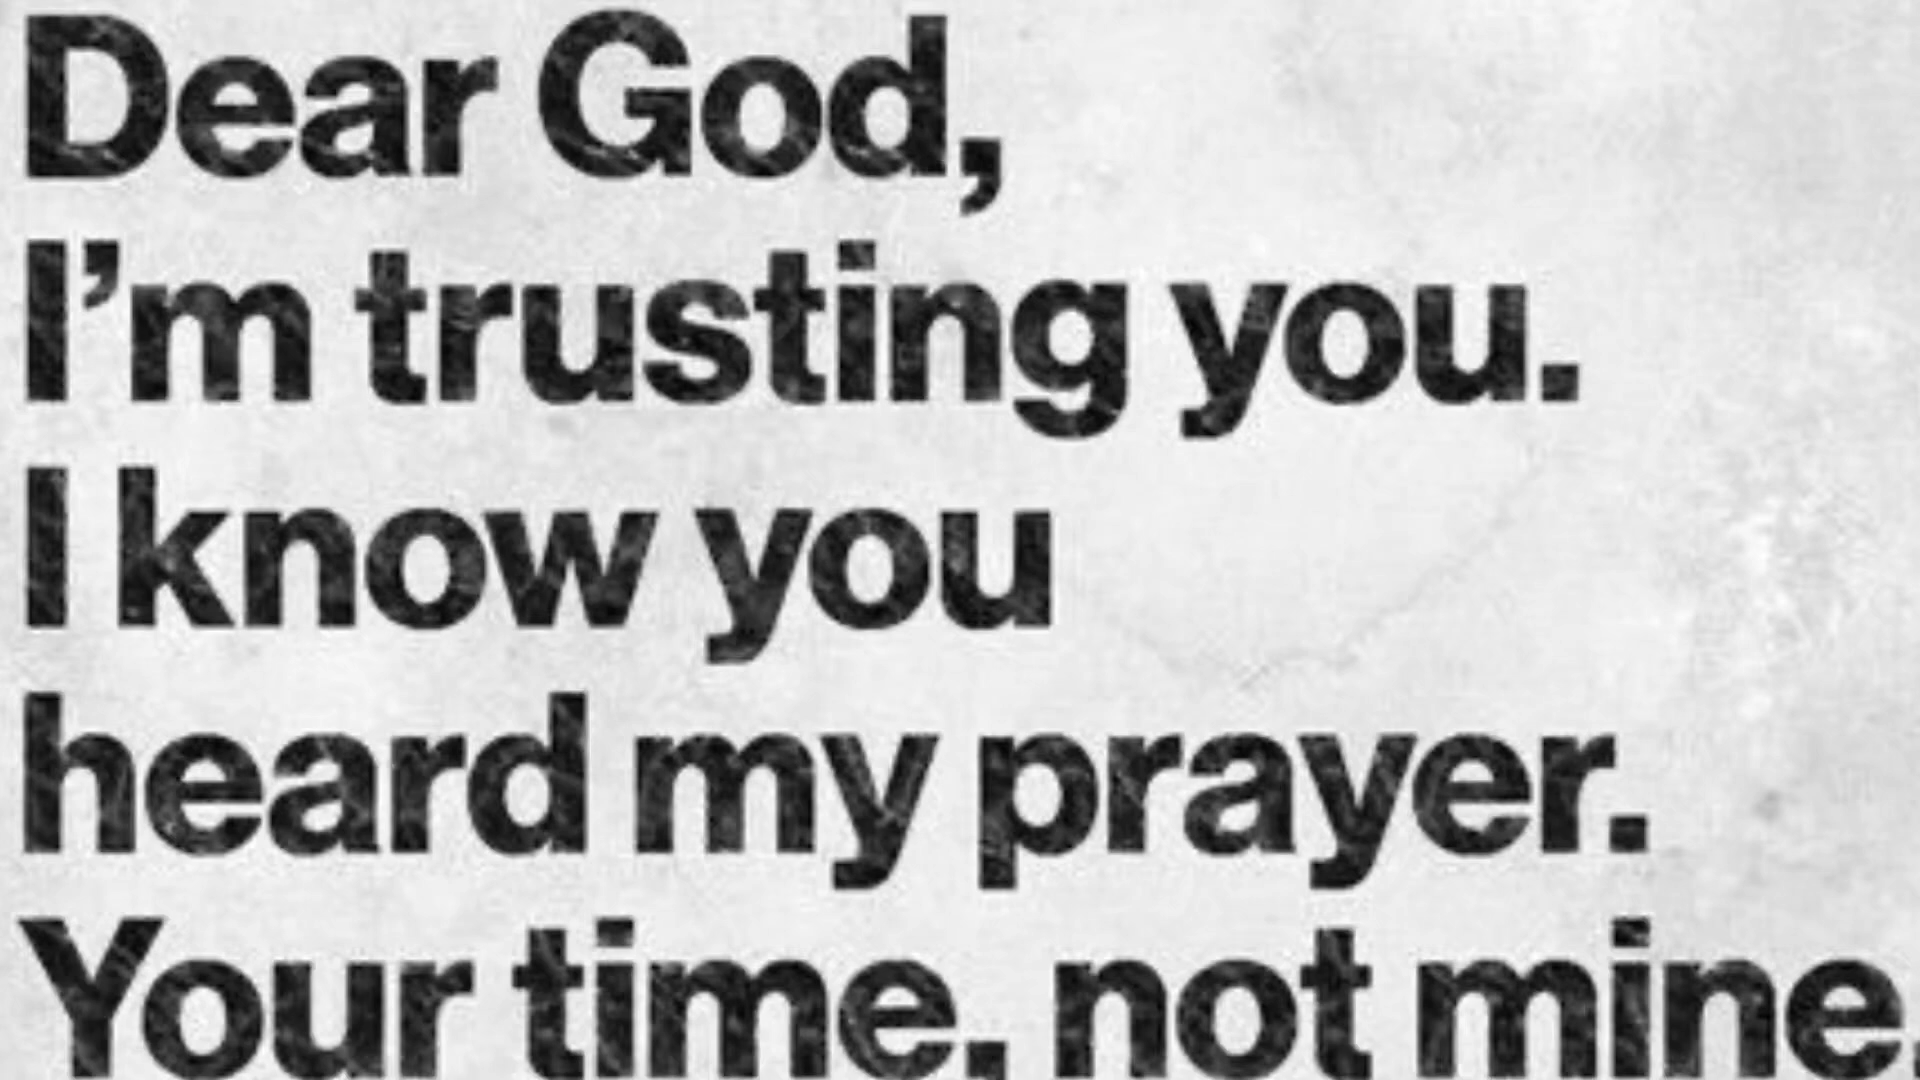 Dear God,
I’m trusting you.
I know you
heard my prayer.
Your time, not mine.